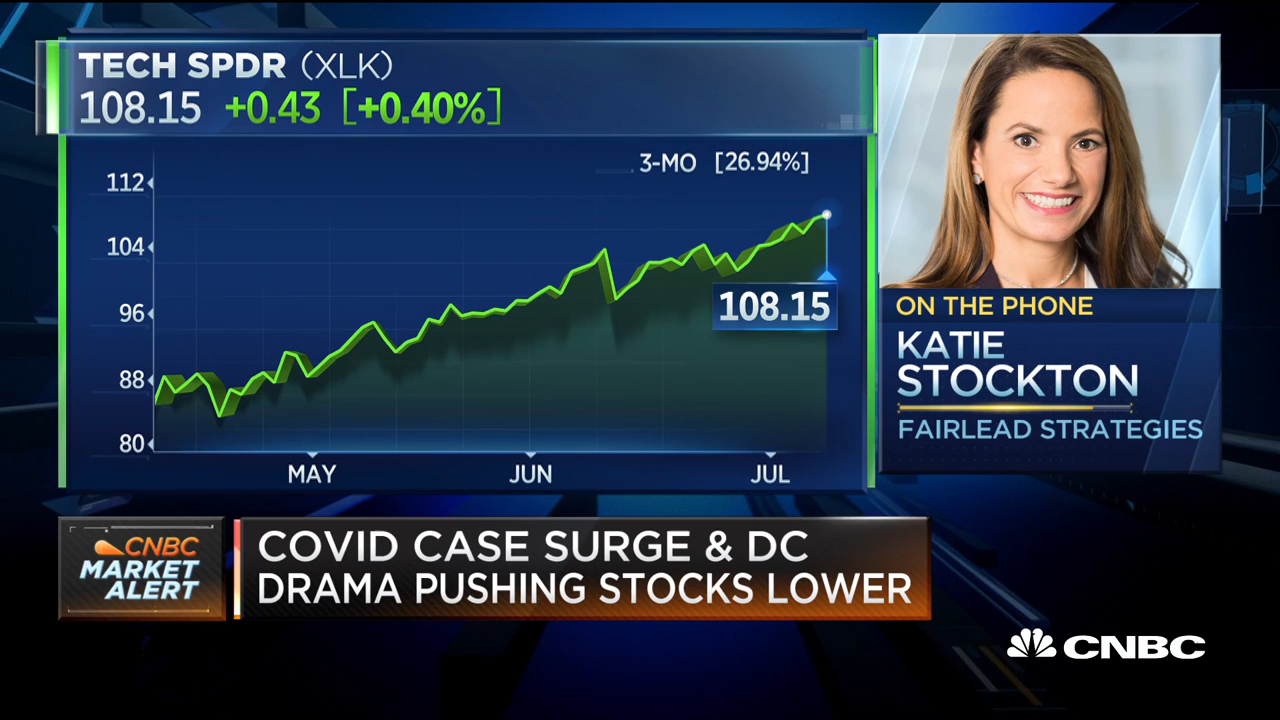 TECH SPDR (XLK)
108.15 +0.43 [+0.40%]
3-MO [26.94%]
112
104
96
88
80
108.15
MAY JUN JUL
ON THE PHONE
KATIE
STOCKTON
FAIRLEAD STRATEGIES
CNBC
MARKET
ALERT
COVID CASE SURGE & DC
DRAMA PUSHING STOCKS LOWER
CNBC